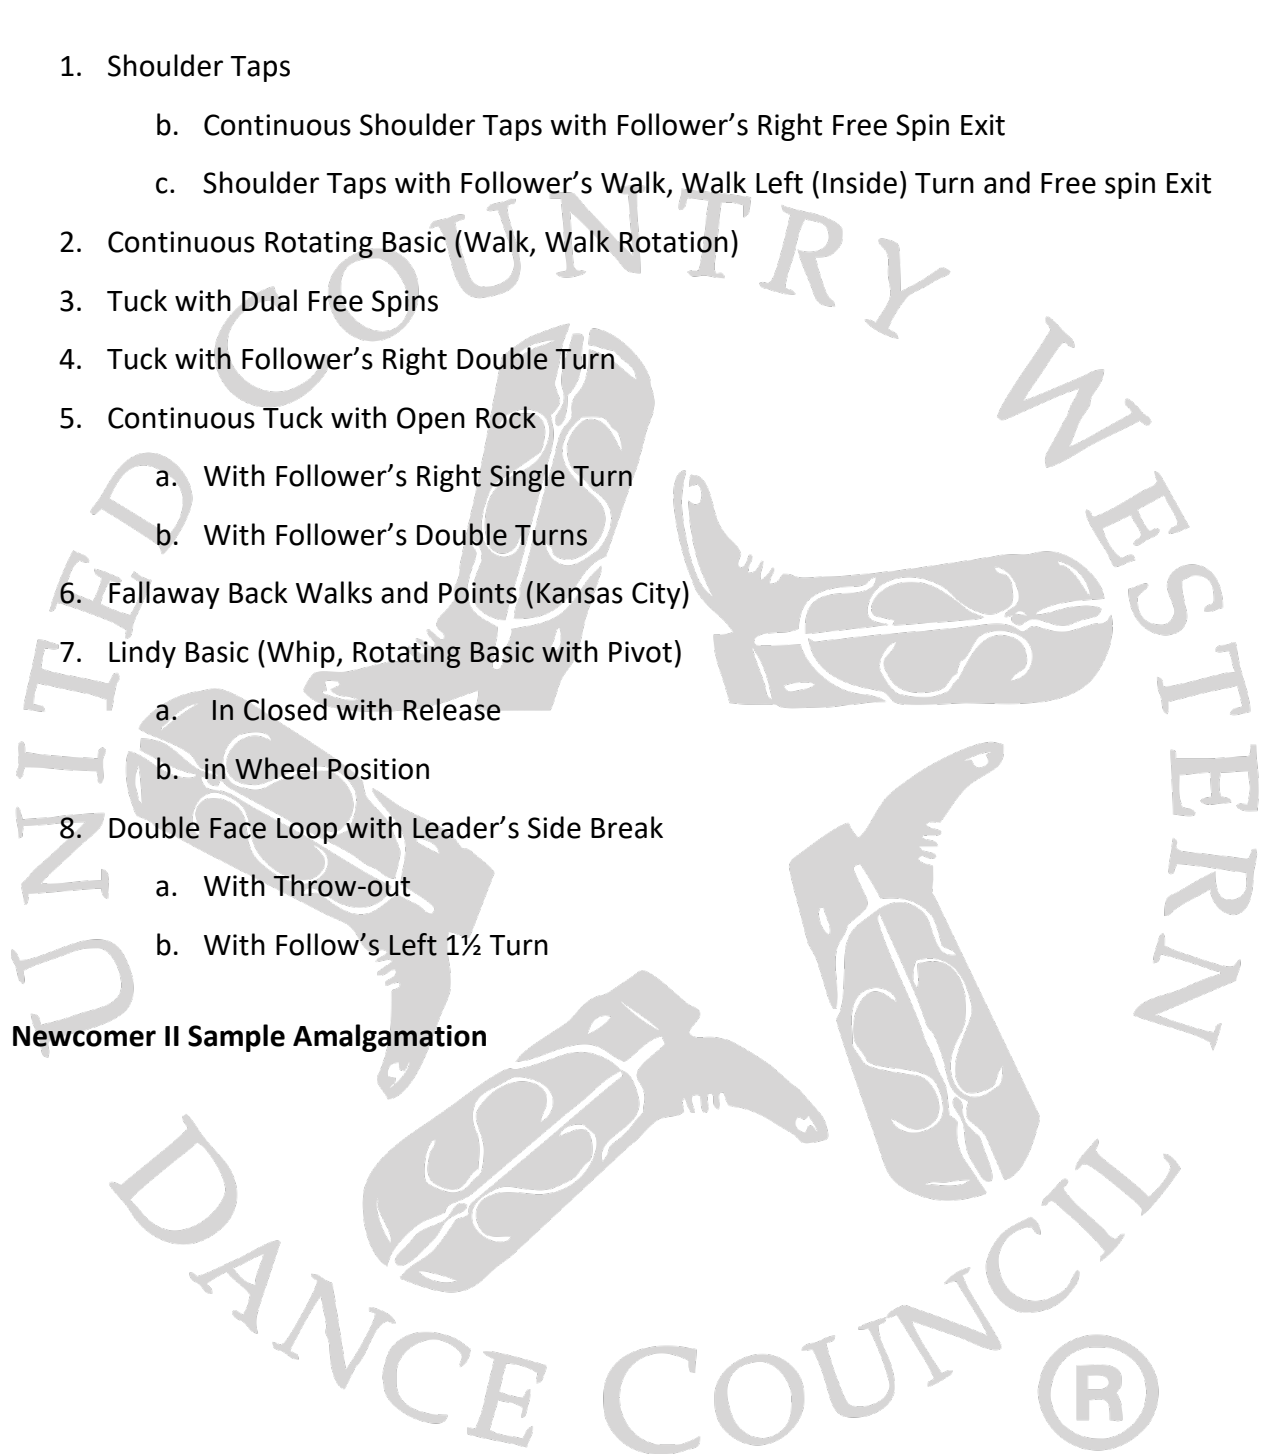 1. Shoulder Taps
b. Continuous Shoulder Taps with Follower’s Right Free Spin Exit
c. Shoulder Taps with Follower’s Walk, Walk Left (Inside) Turn and Free spin Exit
2. Continuous Rotating Basic (Walk, Walk Rotation)
3. Tuck with Dual Free Spins
4. Tuck with Follower’s Right Double Turn
5. Continuous Tuck with Open Rock
a. With Follower’s Right Single Turn
b. With Follower’s Double Turns
6. Fallaway Back Walks and Points (Kansas City)
7. Lindy Basic (Whip, Rotating Basic with Pivot)
a. In Closed with Release
b. in Wheel Position
8. Double Face Loop with Leader’s Side Break
a. With Throw-out
b. With Follow’s Left 1½ Turn
Newcomer II Sample Amalgamation
UNITED COUNTRY WESTERN
DANCE COUNCIL ®